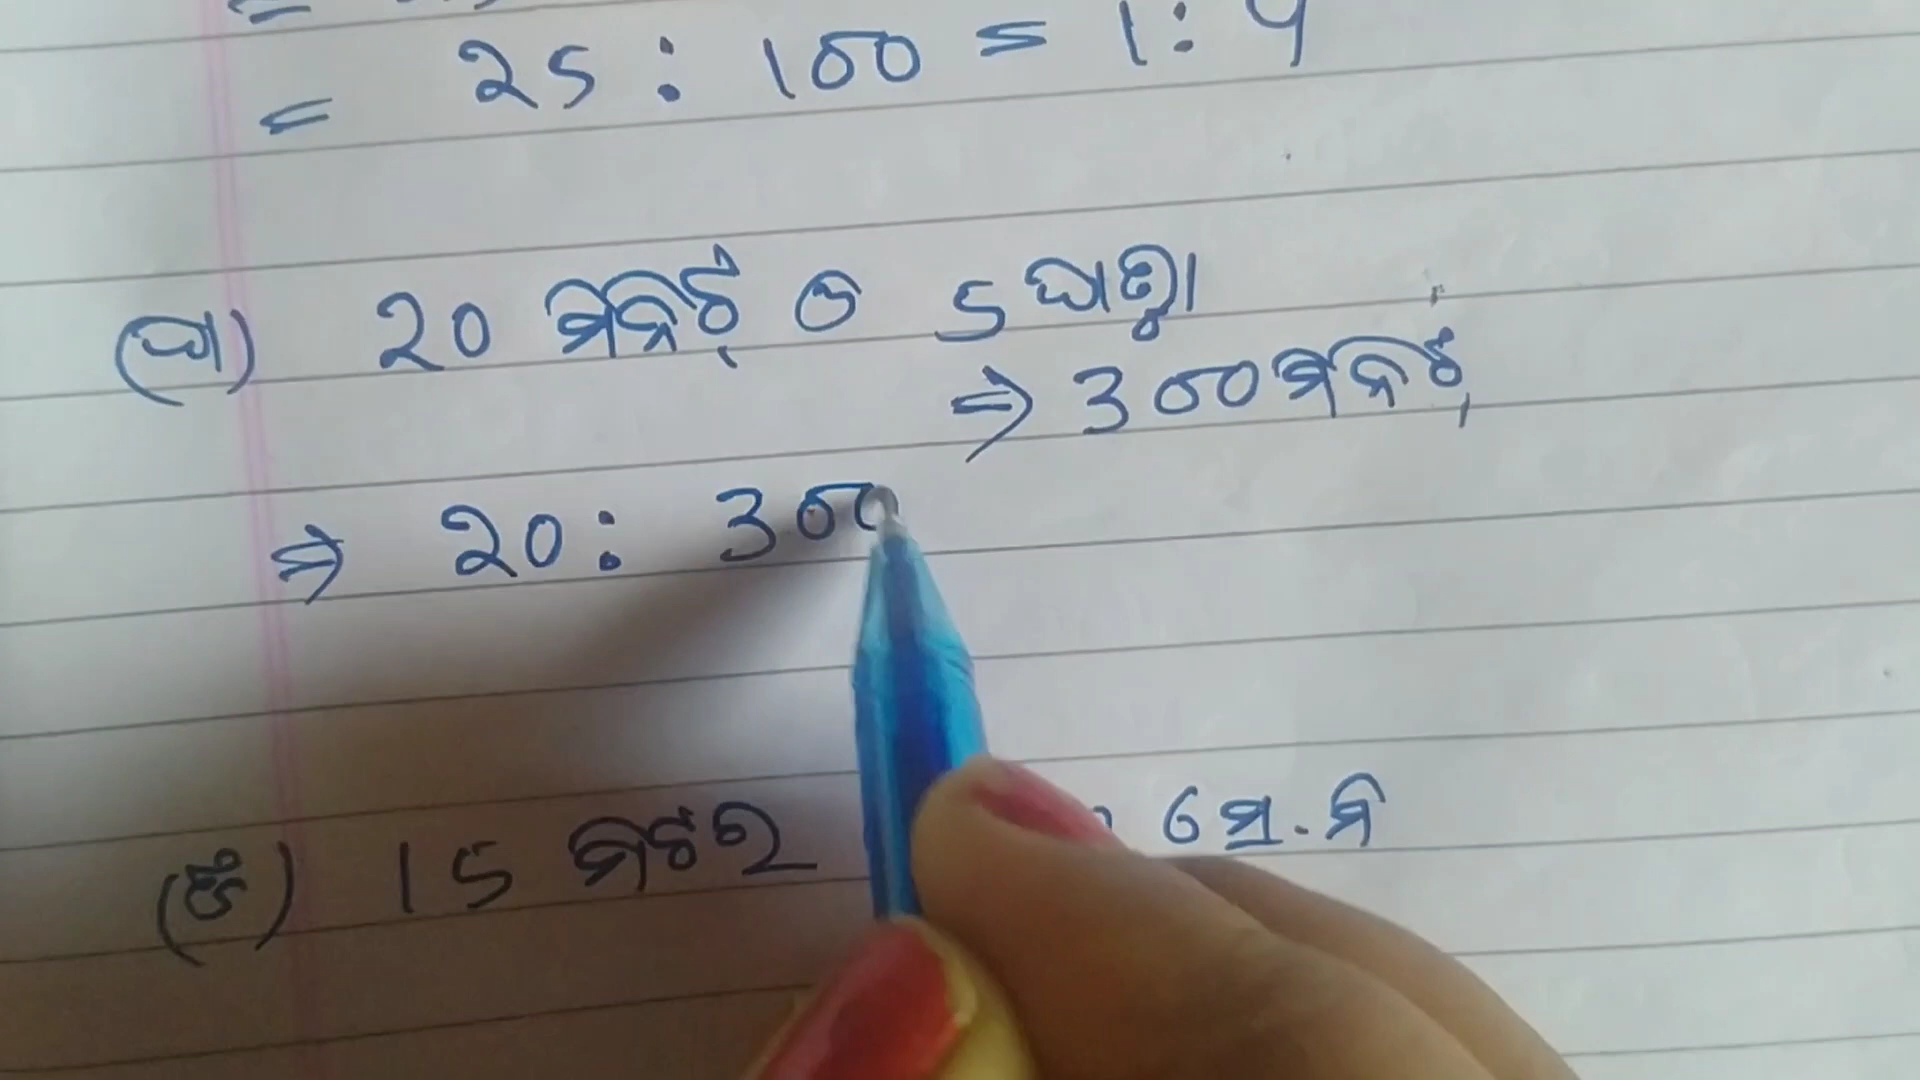 = 25 : 100 = 1 : 4
(ଘ) 20 ମିନିଟ୍ ଓ 5 ଘଣ୍ଟା
⇒ 300 ମିନିଟ୍
⇒ 20 : 300
(ଙ) 15 ମିଟର 6 ସେ.ମି